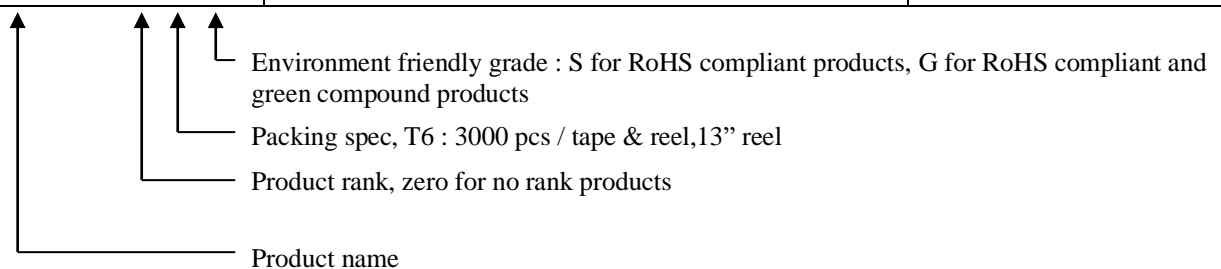 Environment friendly grade : S for RoHS compliant products, G for RoHS compliant and
green compound products
Packing spec, T6 : 3000 pcs / tape & reel,13” reel
Product rank, zero for no rank products
Product name